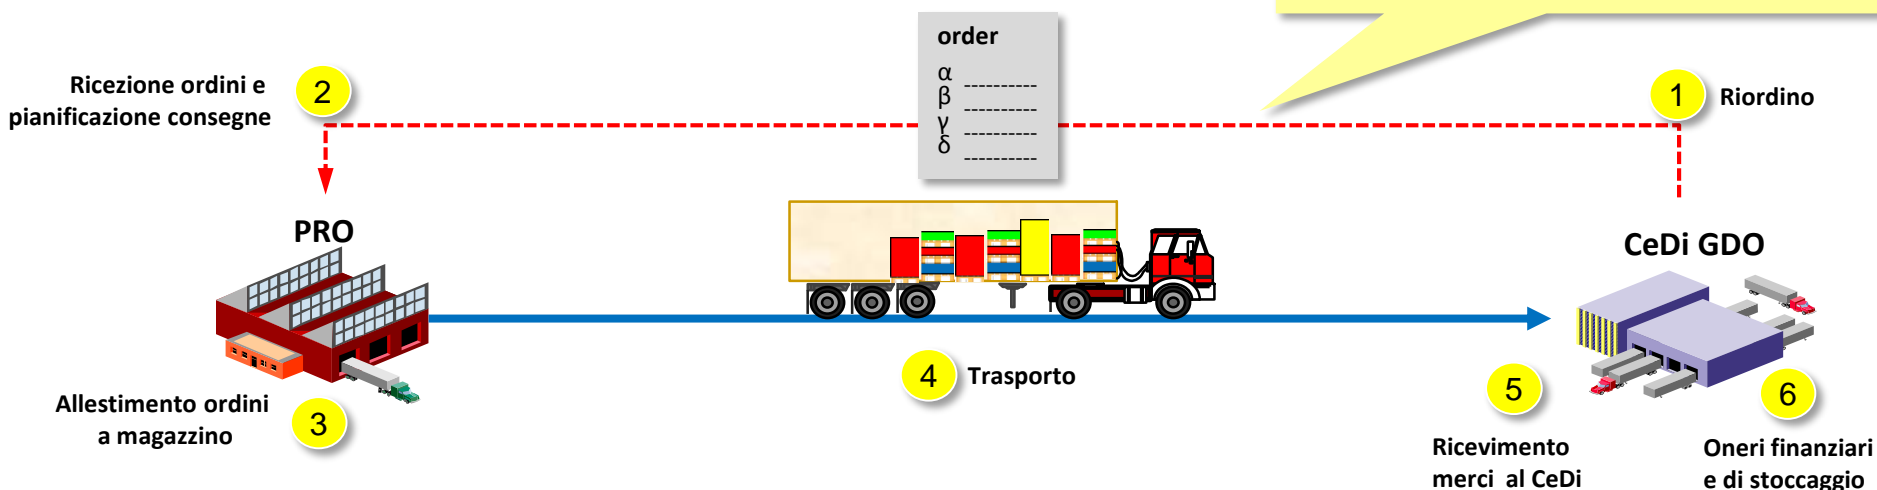 order
α ----------
β ----------
γ ----------
δ ----------
Ricezione ordini e
pianificazione consegne
2
1
Riordino
PRO
CeDi GDO
4
Trasporto
Allestimento ordini
a magazzino
3
5
Ricevimento
merci al CeDi
6
Oneri finanziari
e di stoccaggio